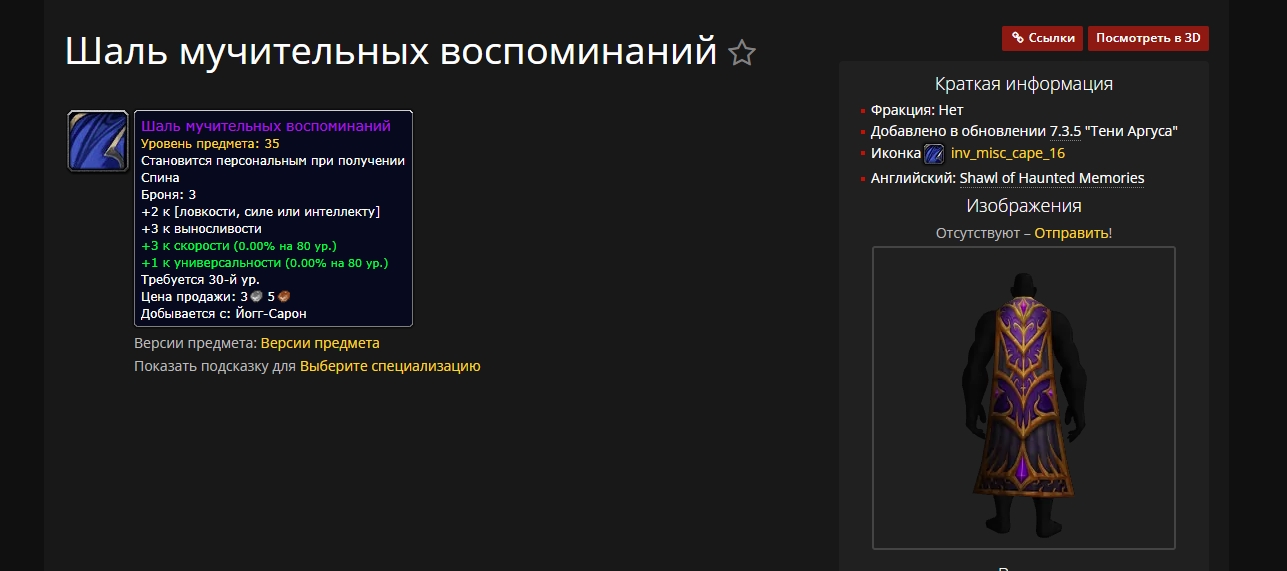 Шаль мучительных воспоминаний
Шаль мучительных воспоминаний
Уровень предмета: 35
Становится персональным при получении
Спина
Броня: 3
+2 к [ловкости, силе или интеллекту]
+3 к выносливости
+3 к скорости (0.00% на 80 ур.)
+1 к универсальности (0.00% на 80 ур.)
Требуется 30-й ур.
Цена продажи: 3 5
Добывается с: Йогг-Сарон
Версии предмета: Версии предмета
Показать подсказку для Выберите специализацию
Ссылки
Посмотреть в 3D
Краткая информация
Фракция: Нет
Добавлено в обновлении 7.3.5 "Тени Аргуса"
Иконка inv_misc_cape_16
Английский: Shawl of Haunted Memories
Изображения
Отсутствуют – Отправить!